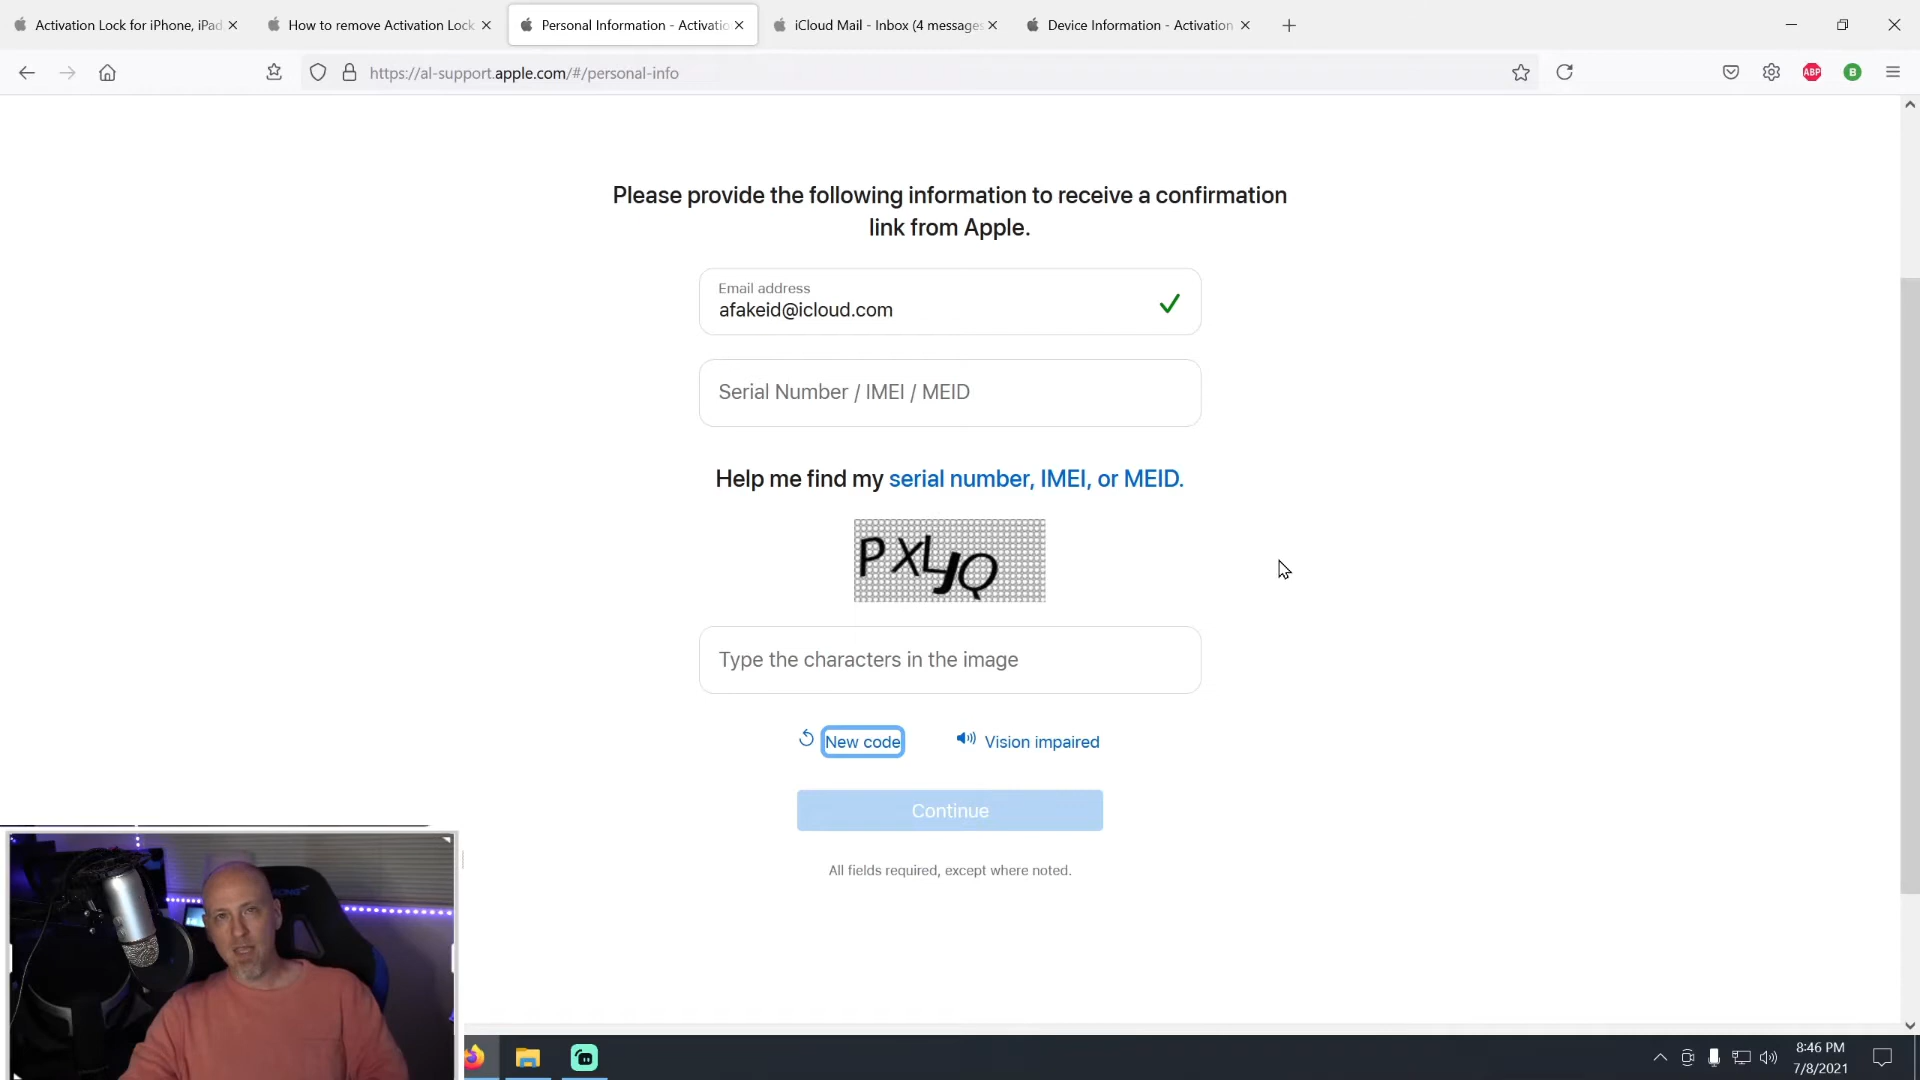 Activation Lock for iPhone, iPad
How to remove Activation Lock
Personal Information - Activatio
iCloud Mail - Inbox (4 messages
Device Information - Activation
https://al-support.apple.com/#/personal-info
ABP
B
Please provide the following information to receive a confirmation
link from Apple.
Email address
afakeid@icloud.com
Serial Number / IMEI / MEID
Help me find my serial number, IMEI, or MEID.
PXLJQ
Type the characters in the image
New code
Vision impaired
Continue
All fields required, except where noted.
8:46 PM
7/8/2021